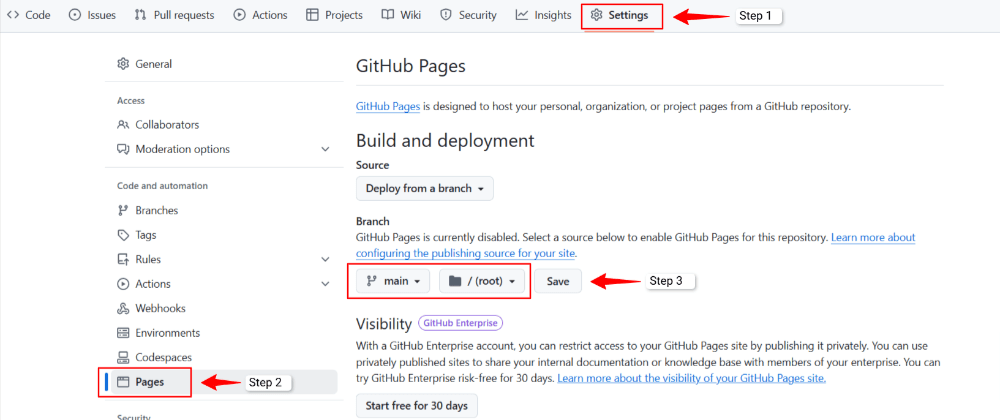 Code Issues Pull requests Actions Projects Wiki Security Insights Settings Step 1
General
Access
Collaborators
Moderation options
Code and automation
Branches
Tags
Rules
Actions
Webhooks
Environments
Codespaces
Pages Step 2
Security
GitHub Pages
GitHub Pages is designed to host your personal, organization, or project pages from a GitHub repository.
Build and deployment
Source
Deploy from a branch
Branch
GitHub Pages is currently disabled. Select a source below to enable GitHub Pages for this repository. Learn more about
configuring the publishing source for your site.
main / (root) Save Step 3
Visibility GitHub Enterprise
With a GitHub Enterprise account, you can restrict access to your GitHub Pages site by publishing it privately. You can use
privately published sites to share your internal documentation or knowledge base with members of your enterprise. You can
try GitHub Enterprise risk-free for 30 days. Learn more about the visibility of your GitHub Pages site.
Start free for 30 days